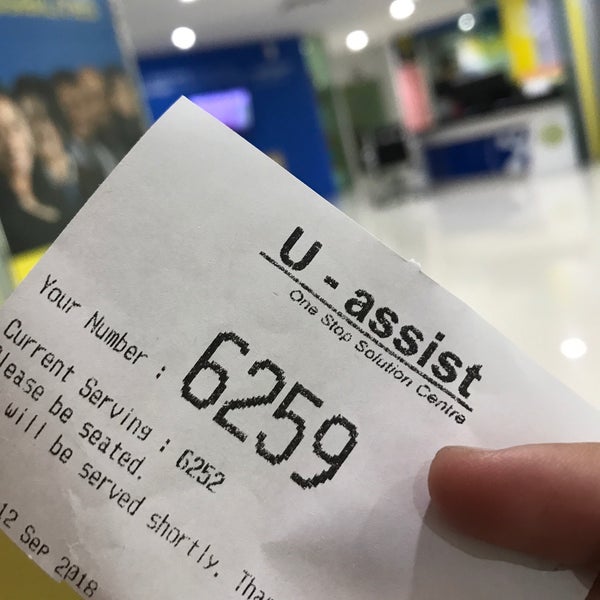 U - assist
One Stop Solution Centre
Your Number : 6259
Current Serving : 6252
Please be seated.
will be served shortly.
12 Sep 2018